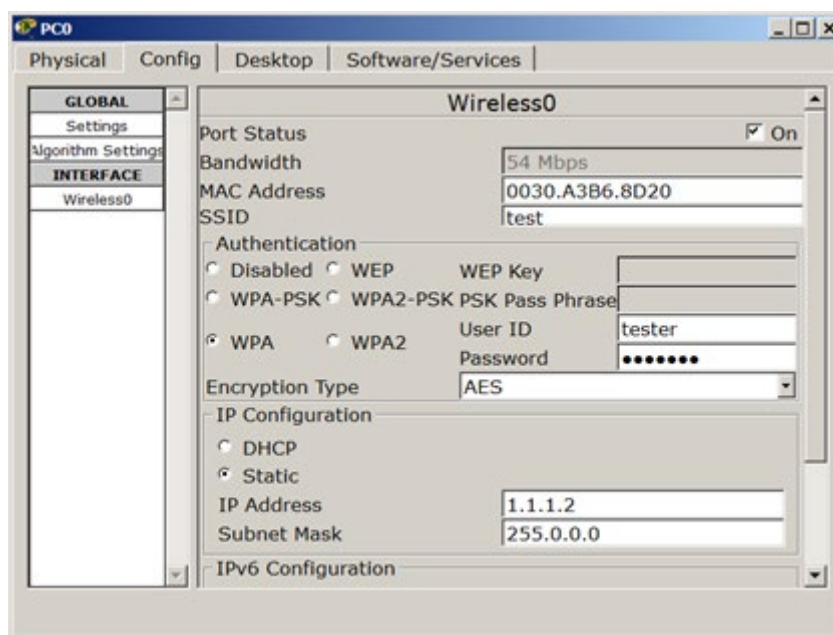 PC0
Physical Config Desktop Software/Services
GLOBAL
Settings
Algorithm Settings
INTERFACE
Wireless0
Wireless0
Port Status On
Bandwidth 54 Mbps
MAC Address 0030.A3B6.8D20
SSID test
Authentication
Disabled WEP WEP Key
WPA-PSK WPA2-PSK PSK Pass Phrase
WPA WPA2 User ID tester
Password •••••••
Encryption Type AES
IP Configuration
DHCP
Static
IP Address 1.1.1.2
Subnet Mask 255.0.0.0
IPv6 Configuration